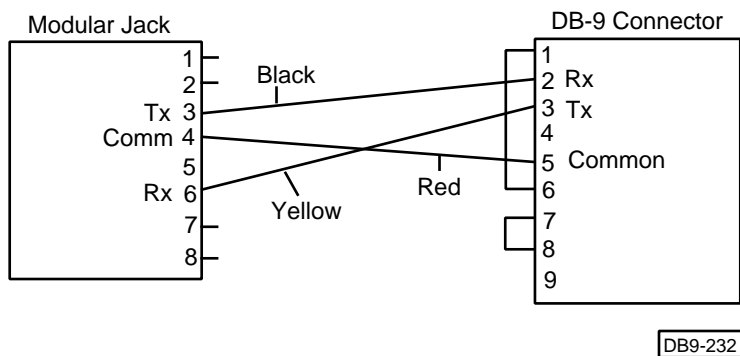 Modular Jack
DB-9 Connector
1
2
Tx 3
Comm 4
5
Rx 6
7
8
Black
Red
Yellow
1
2 Rx
3 Tx
4
5 Common
6
7
8
9
DB9-232